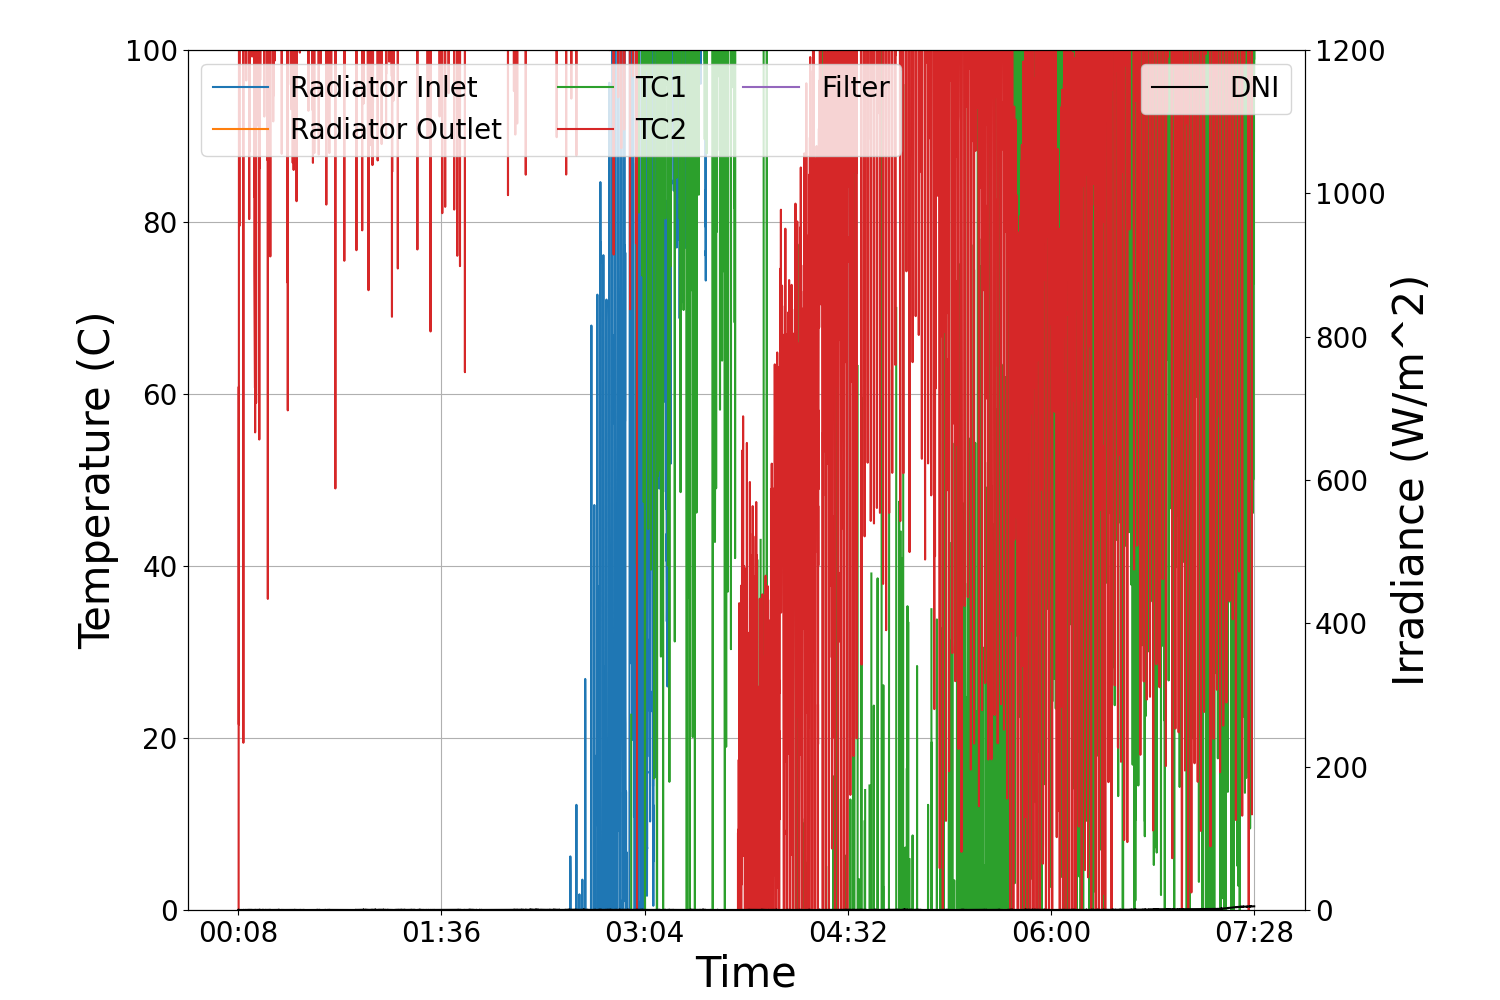 100
80
60
40
20
0
Temperature (C)
Radiator Inlet
Radiator Outlet
TC1
TC2
Filter
DNI
1200
1000
800
600
400
200
0
Irradiance (W/m^2)
00:08
01:36
03:04
04:32
06:00
07:28
Time